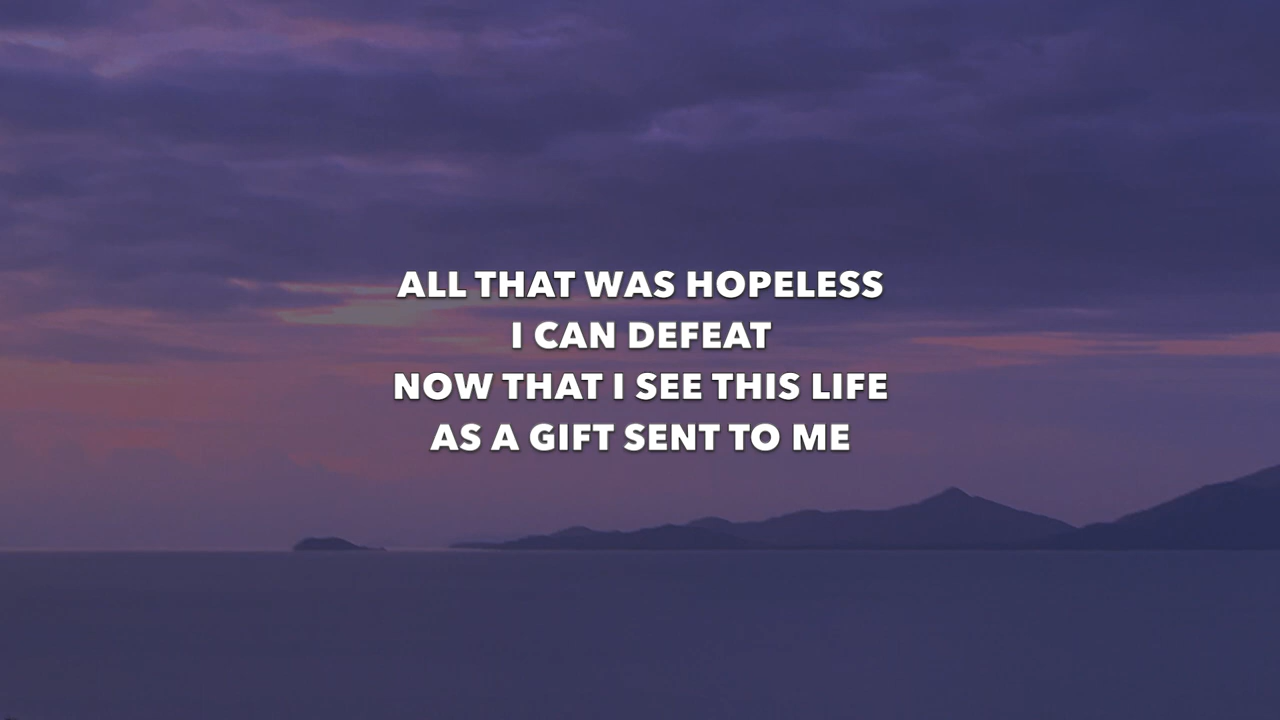 ALL THAT WAS HOPELESS
I CAN DEFEAT
NOW THAT I SEE THIS LIFE
AS A GIFT SENT TO ME